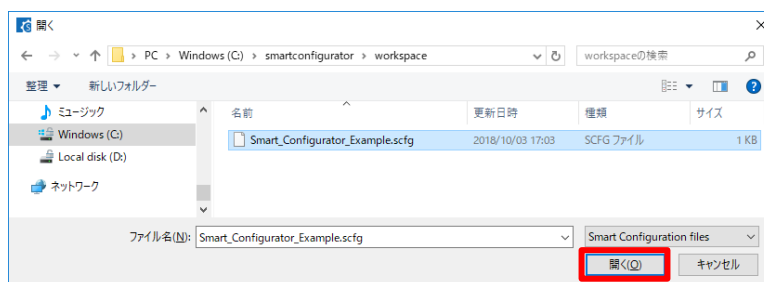 開く
PC › Windows (C:) › smartconfigurator › workspace
workspaceの検索
整理 ▼ 新しいフォルダー
名前 更新日時 種類 サイズ
ミュージック
Windows (C:)
Smart_Configurator_Example.scfg 2018/10/03 17:03 SCFG ファイル 1 KB
Local disk (D:)
ネットワーク
ファイル名(N): Smart_Configurator_Example.scfg Smart Configuration files
開く(O) キャンセル